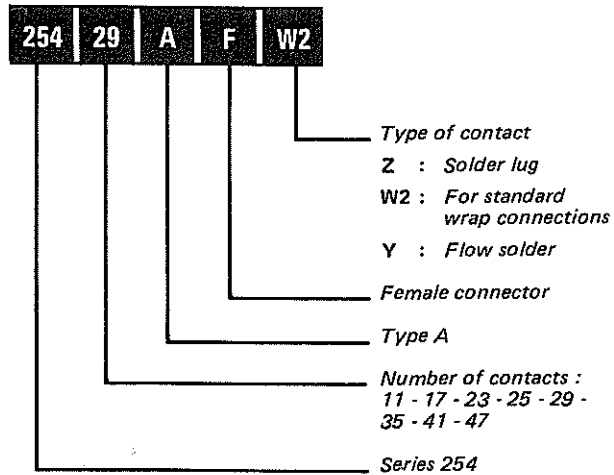 254 29 A F W2
Type of contact
Z : Solder lug
W2 : For standard
wrap connections
Y : Flow solder
Female connector
Type A
Number of contacts :
11 - 17 - 23 - 25 - 29 -
35 - 41 - 47
Series 254